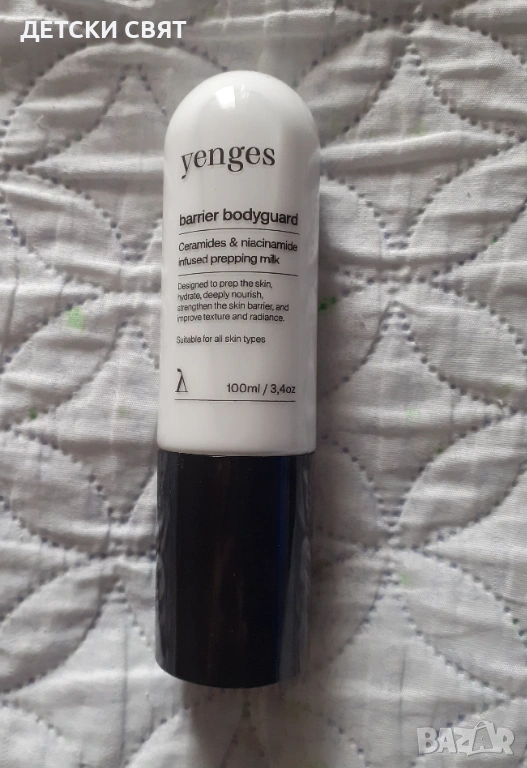 ДЕТСКИ СВЯТ
yenges
barrier bodyguard
Ceramides & niacinamide
infused prepping milk
Designed to prep the skin,
hydrate, deeply nourish,
strengthen the skin barrier, and
improve texture and radiance.
Suitable for all skin types
λ 100ml / 3,4oz
BAZAR